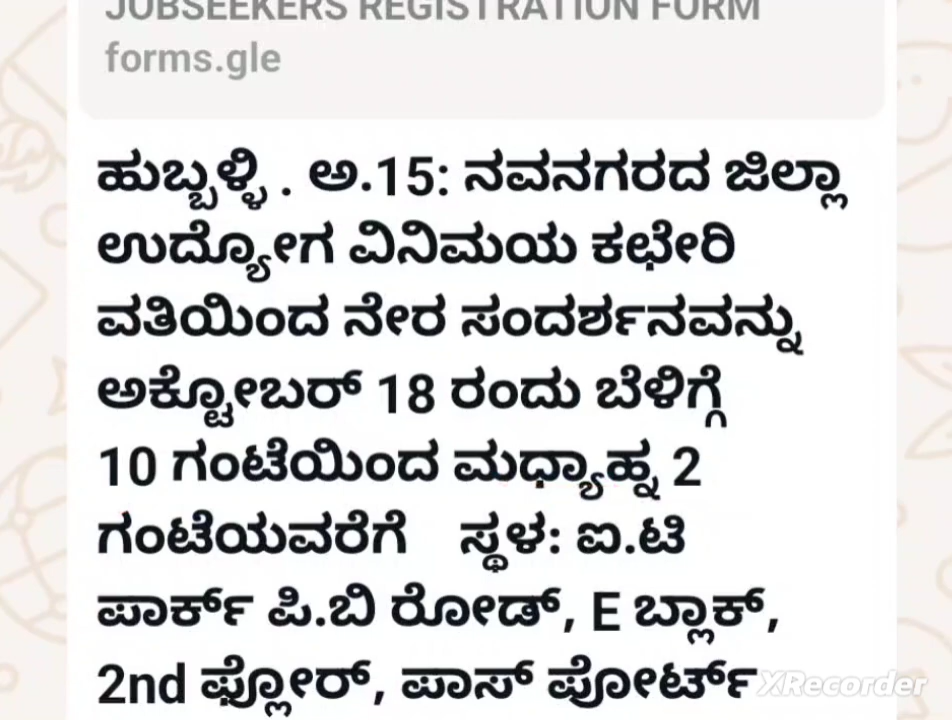 JOBSEEKERS REGISTRATION FORM
forms.gle
ಹುಬ್ಬಳ್ಳಿ . ಅ.15: ನವನಗರದ ಜಿಲ್ಲಾ
ಉದ್ಯೋಗ ವಿನಿಮಯ ಕಛೇರಿ
ವತಿಯಿಂದ ನೇರ ಸಂದರ್ಶನವನ್ನು
ಅಕ್ಟೋಬರ್ 18 ರಂದು ಬೆಳಿಗ್ಗೆ
10 ಗಂಟೆಯಿಂದ ಮಧ್ಯಾಹ್ನ 2
ಗಂಟೆಯವರೆಗೆ ಸ್ಥಳ: ಐ.ಟಿ
ಪಾರ್ಕ್ ಪಿ.ಬಿ ರೋಡ್, E ಬ್ಲಾಕ್,
2nd ಫ್ಲೋರ್, ಪಾಸ್ ಪೋರ್ಟ್
XRecorder